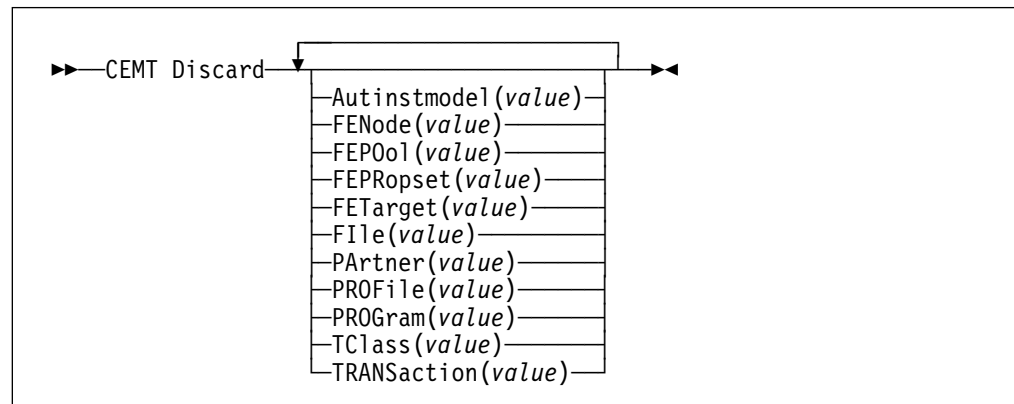 CEMT Discard
Autinstmodel(value)
FENode(value)
FEPOol(value)
FEPRopset(value)
FETarget(value)
FIle(value)
PArtner(value)
PROFile(value)
PROGram(value)
TClass(value)
TRANSaction(value)